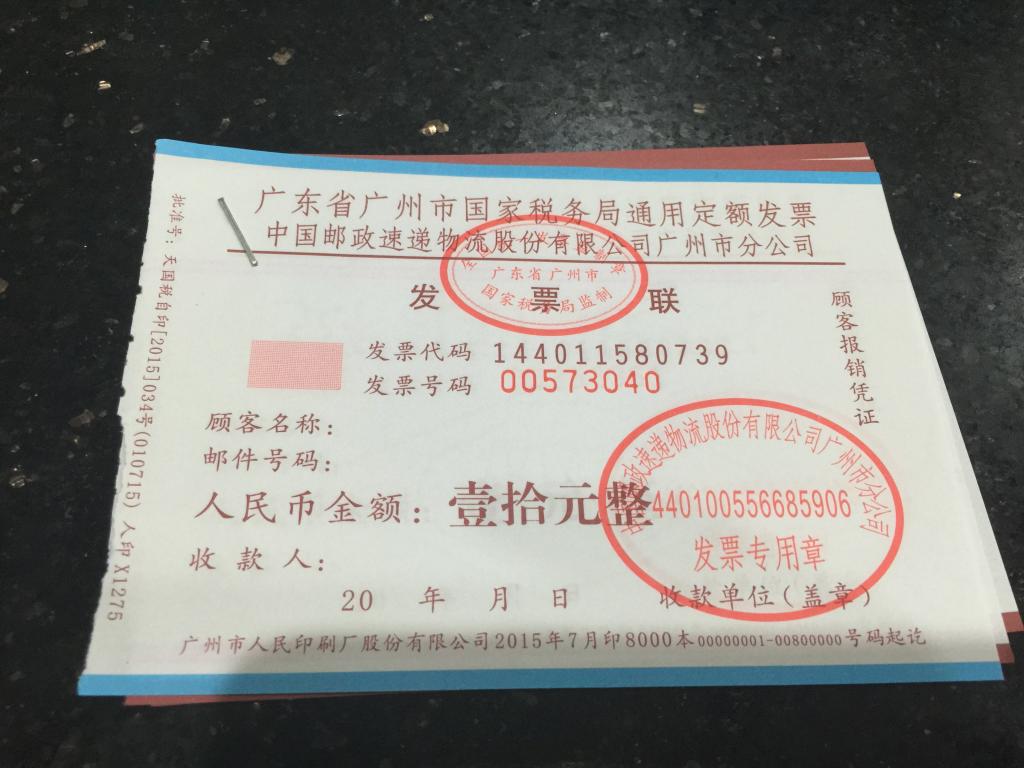 广东省广州市国家税务局通用定额发票
中国邮政速递物流股份有限公司广州市分公司
广东省广州市
国家税务局监制
发票联
发票代码 144011580739
发票号码 00573040
顾客名称：
邮件号码：
人民币金额：壹拾元整
收款人：
20 年 月 日
收款单位（盖章）
中国邮政速递物流股份有限公司广州市分公司
440100556685906
发票专用章
顾客报销凭证
批准号：天国税自印[2015]034号(010715)人印X1275
广州市人民印刷厂股份有限公司2015年7月印8000本00000001-00800000号码起讫